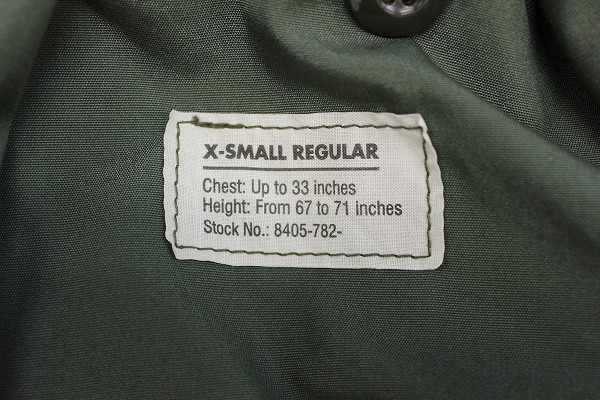 X-SMALL REGULAR
Chest: Up to 33 inches
Height: From 67 to 71 inches
Stock No.: 8405-782-